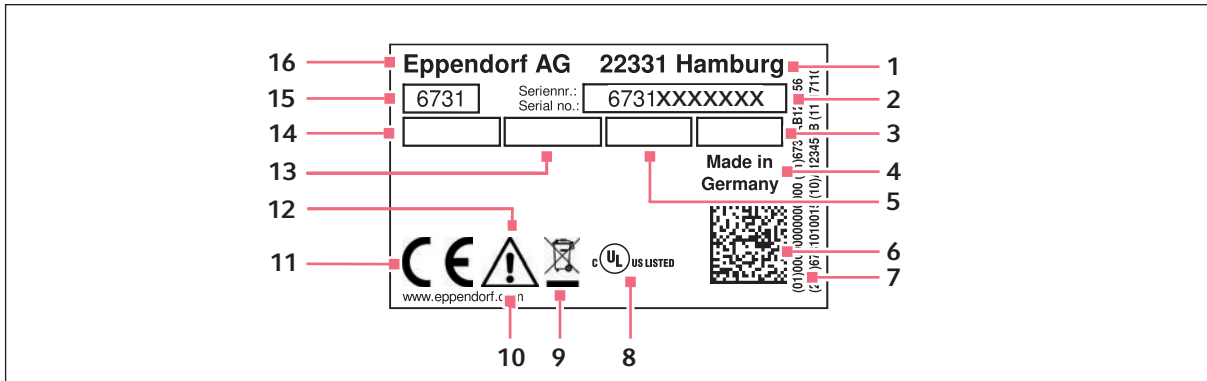 16 Eppendorf AG 22331 Hamburg 1
15 6731 Seriennr.: Serial no.: 6731XXXXXXX 2
14 3
13 Made in Germany 4
5
12
6
11 CE UL C US LISTED 7
www.eppendorf.
10 9 8